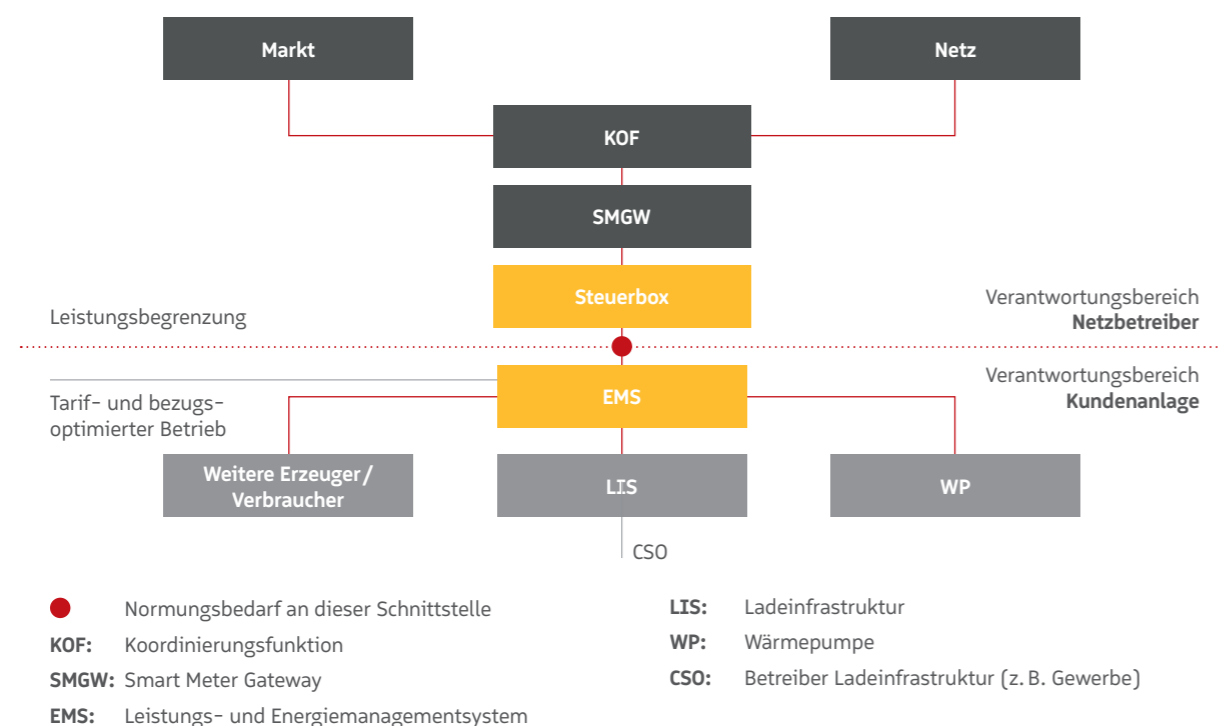 Markt
Netz
KOF
SMGW
Steuerbox
Leistungsbegrenzung
Verantwortungsbereich
Netzbetreiber
EMS
Verantwortungsbereich
Kundenanlage
Tarif- und bezugs-
optimierter Betrieb
Weitere Erzeuger/
Verbraucher
LIS
WP
CSO
Normungsbedarf an dieser Schnittstelle
KOF: Koordinierungsfunktion
SMGW: Smart Meter Gateway
EMS: Leistungs- und Energiemanagementsystem
LIS: Ladeinfrastruktur
WP: Wärmepumpe
CSO: Betreiber Ladeinfrastruktur (z. B. Gewerbe)